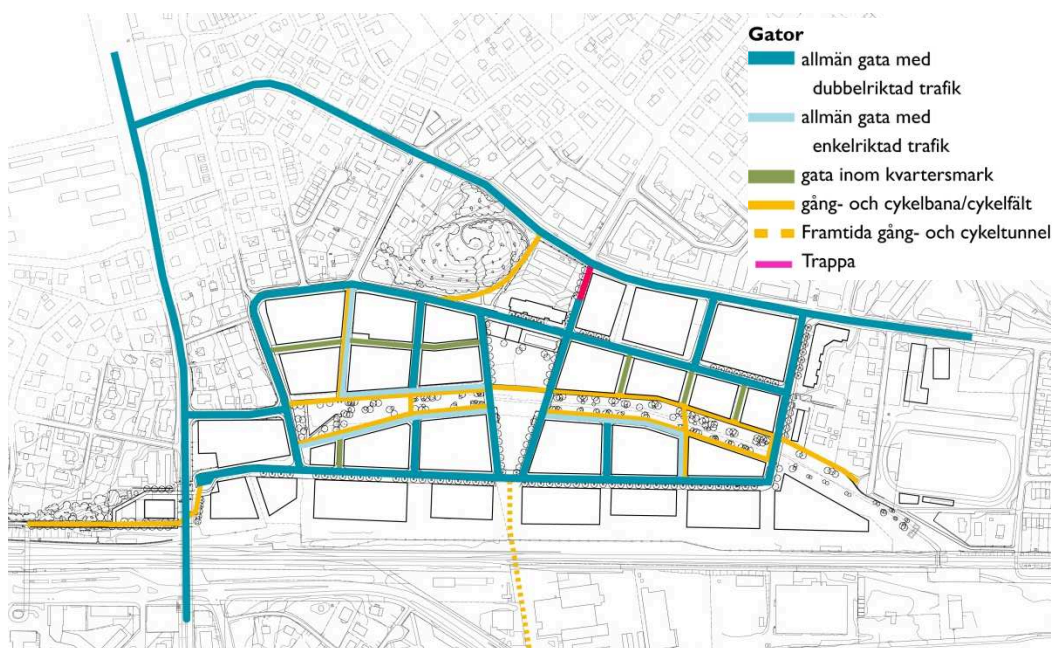 Gator
allmän gata med
dubbelriktad trafik
allmän gata med
enkelriktad trafik
gata inom kvartersmark
gång- och cykelbana/cykelfält
Framtida gång- och cykeltunnel
Trappa